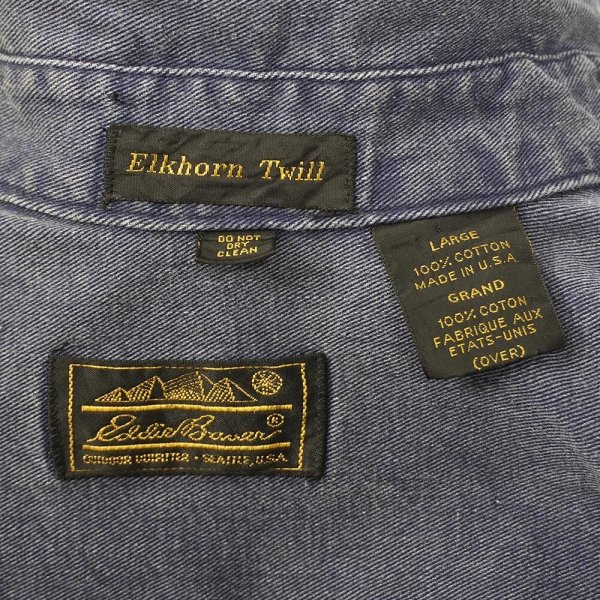 Elkhorn Twill
DO NOT
DRY
CLEAN
LARGE
100% COTTON
MADE IN U.S.A.
GRAND
100% COTON
FABRIQUE AUX
ETATS-UNIS
(OVER)
Eddie Bauer ®
OUTDOOR OUTFITTER · SEATTLE, U.S.A.